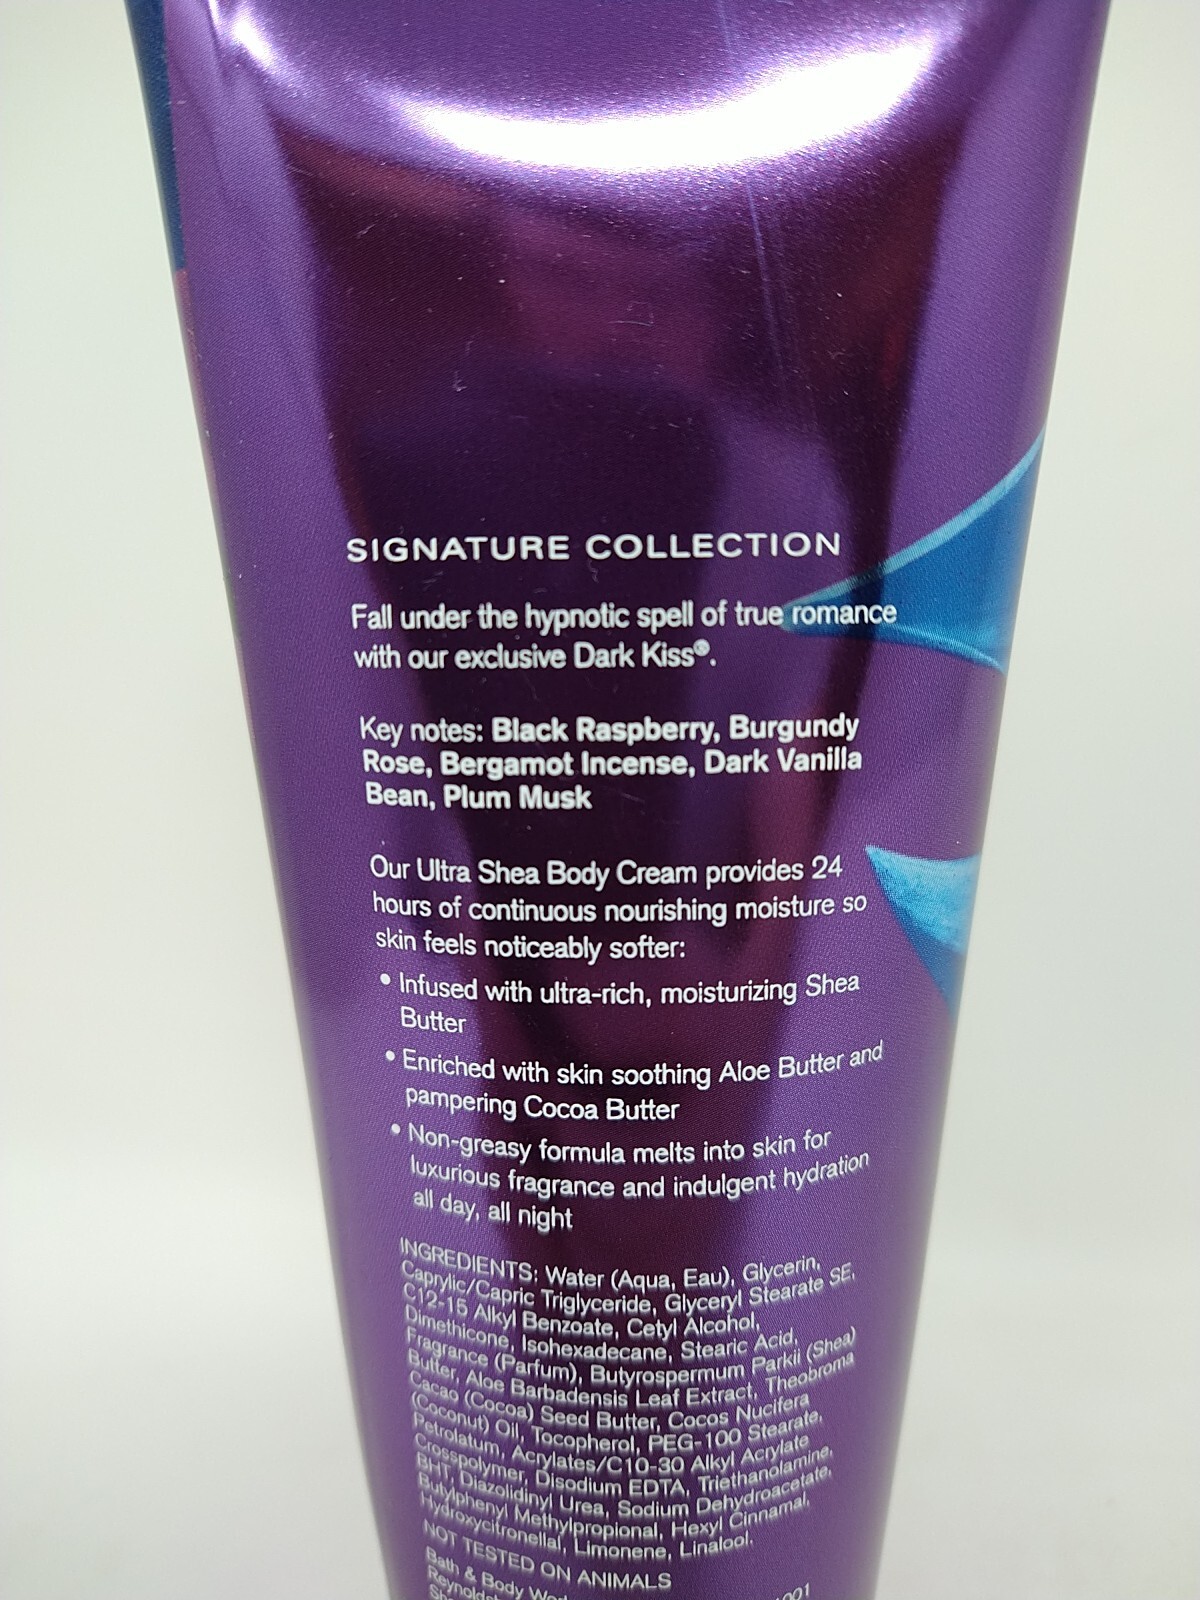 SIGNATURE COLLECTION
Fall under the hypnotic spell of true romance
with our exclusive Dark Kiss®.
Key notes: Black Raspberry, Burgundy
Rose, Bergamot Incense, Dark Vanilla
Bean, Plum Musk
Our Ultra Shea Body Cream provides 24
hours of continuous nourishing moisture so
skin feels noticeably softer:
• Infused with ultra-rich, moisturizing Shea
Butter
• Enriched with skin soothing Aloe Butter and
pampering Cocoa Butter
• Non-greasy formula melts into skin for
luxurious fragrance and indulgent hydration
all day, all night
INGREDIENTS: Water (Aqua, Eau), Glycerin,
Caprylic/Capric Triglyceride, Glyceryl Stearate SE,
C12-15 Alkyl Benzoate, Cetyl Alcohol,
Dimethicone, Isohexadecane, Stearic Acid,
Fragrance (Parfum), Butyrospermum Parkii (Shea)
Butter, Aloe Barbadensis Leaf Extract, Theobroma
Cacao (Cocoa) Seed Butter, Cocos Nucifera
(Coconut) Oil, Tocopherol, PEG-100 Stearate,
Petrolatum, Acrylates/C10-30 Alkyl Acrylate
Crosspolymer, Disodium EDTA, Triethanolamine,
BHT, Diazolidinyl Urea, Sodium Dehydroacetate,
Butylphenyl Methylpropional, Hexyl Cinnamal,
Hydroxycitronellal, Limonene, Linalool.
NOT TESTED ON ANIMALS
Bath & Body